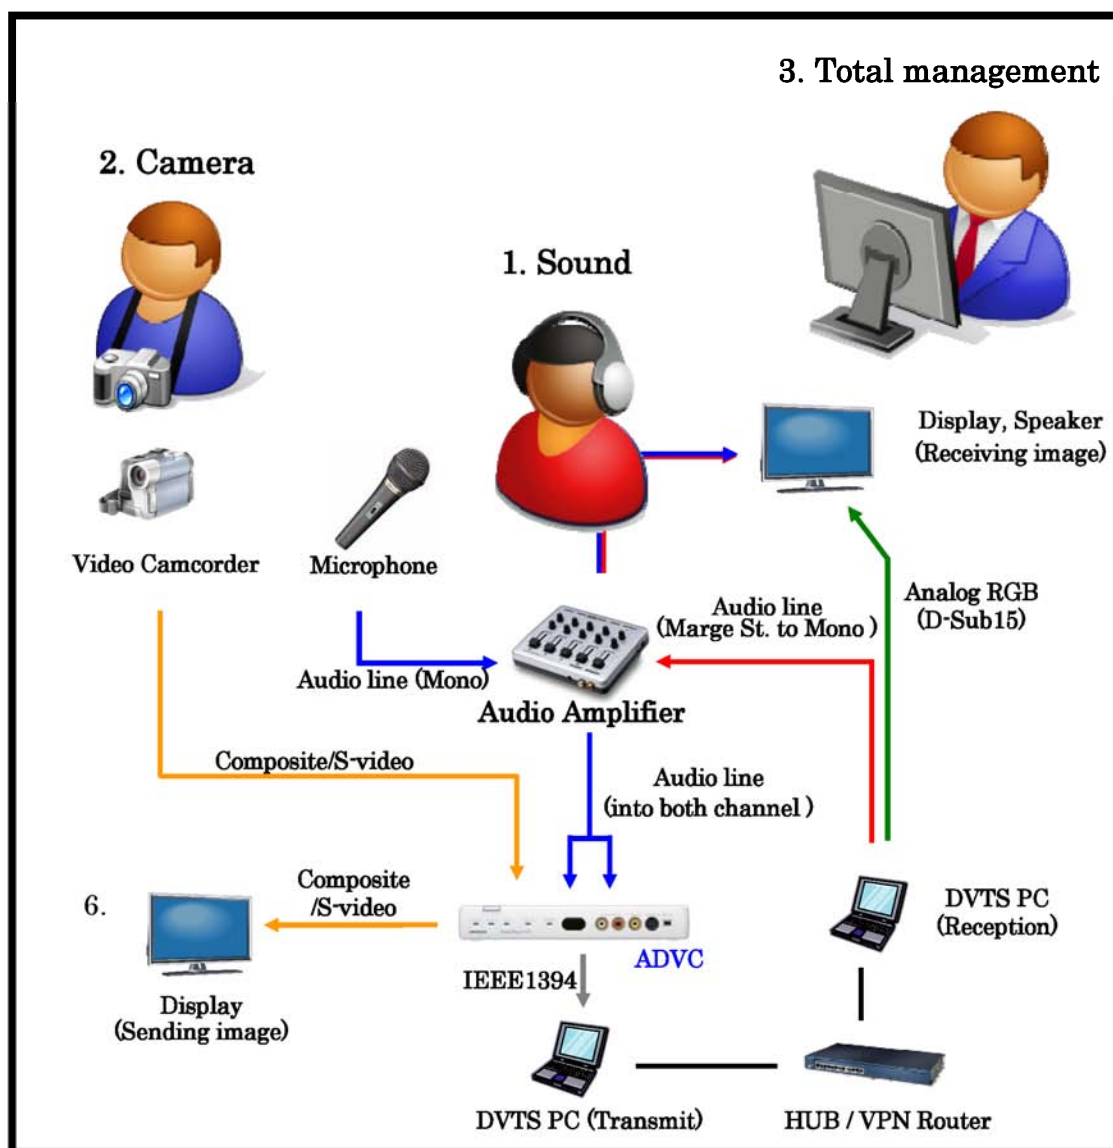 3. Total management
2. Camera
1. Sound
Display, Speaker
(Receiving image)
Video Camcorder
Microphone
Audio line
(Marge St. to Mono )
Analog RGB
(D-Sub15)
Audio line (Mono)
Audio Amplifier
Composite/S-video
Audio line
(into both channel )
6.
Composite
/S-video
DVTS PC
(Reception)
ADVC
IEEE1394
Display
(Sending image)
DVTS PC (Transmit)
HUB / VPN Router